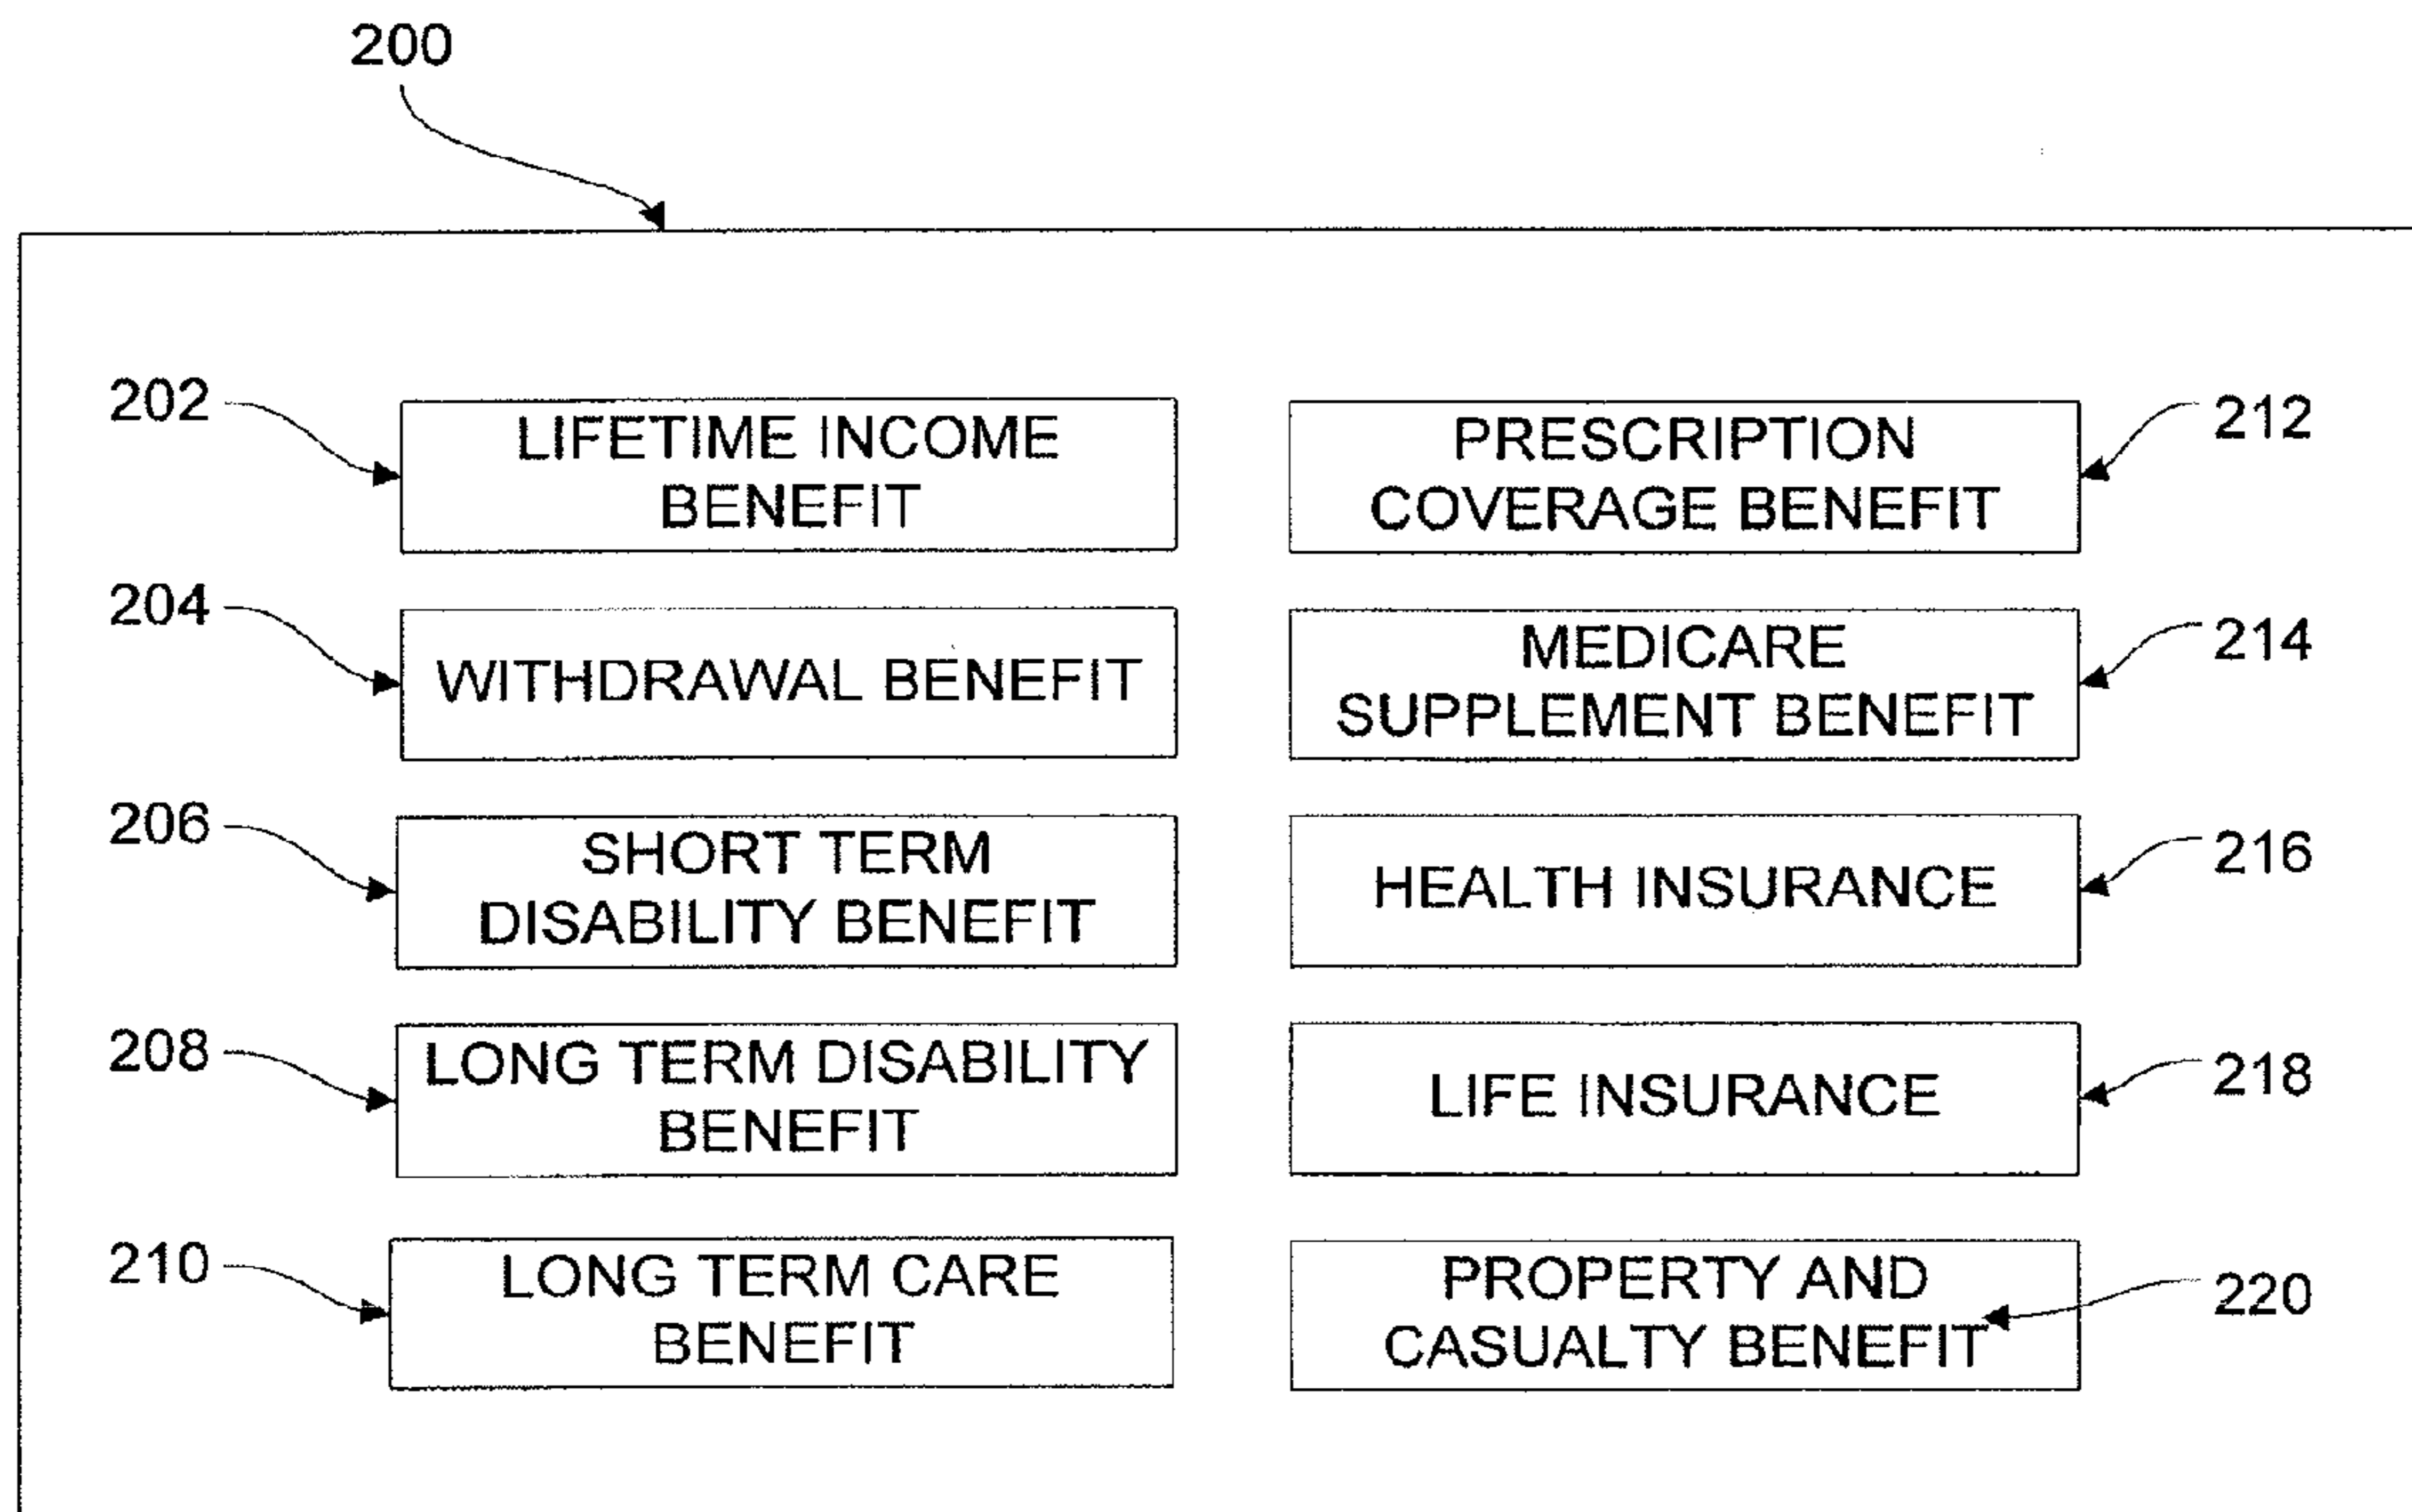 200
202
LIFETIME INCOME
BENEFIT
PRESCRIPTION
COVERAGE BENEFIT
212
204
WITHDRAWAL BENEFIT
MEDICARE
SUPPLEMENT BENEFIT
214
206
SHORT TERM
DISABILITY BENEFIT
HEALTH INSURANCE
216
208
LONG TERM DISABILITY
BENEFIT
LIFE INSURANCE
218
210
LONG TERM CARE
BENEFIT
PROPERTY AND
CASUALTY BENEFIT
220